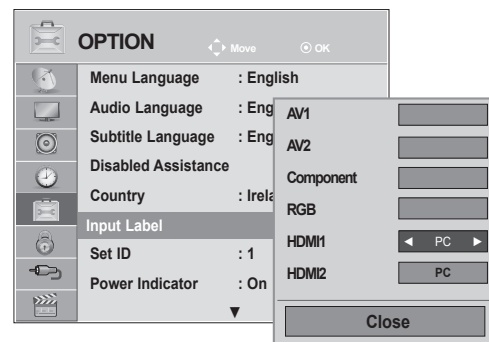 OPTION
Move
OK
Menu Language : English
Audio Language : Eng
Subtitle Language : Eng
Disabled Assistance
Country : Irela
Input Label
Set ID : 1
Power Indicator : On
▼
AV1
AV2
Component
RGB
HDMI1 ◄ PC ►
HDMI2 PC
Close